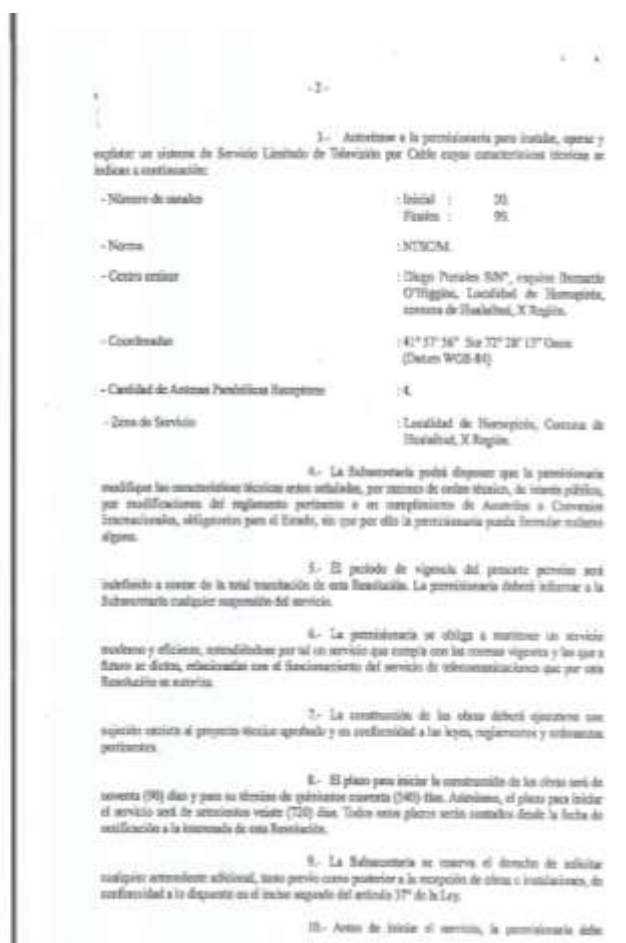 -2-
3.- Autorízase a la permisionaria para instalar, operar y
explotar un sistema de Servicio Limitado de Televisión por Cable cuyas características técnicas se
indican a continuación:
- Número de canales : Inicial : 20.
Finales : 99.
- Norma : NTSC/M.
- Centro emisor : Diego Portales S/Nº, esquina Bernardo
O'Higgins, Localidad de Hornopirén,
comuna de Hualaihué, X Región.
- Coordenadas : 41° 57' 56" Sur 72° 28' 13" Oeste
(Datum WGS-84)
- Cantidad de Antenas Parabólicas Receptoras : 4.
- Zona de Servicio : Localidad de Hornopirén, Comuna de
Hualaihué, X Región.
4.- La Subsecretaría podrá disponer que la permisionaria
modifique las características técnicas antes señaladas, por razones de orden técnico, de interés público,
por modificaciones del reglamento pertinente o en cumplimiento de Acuerdos o Convenios
Internacionales, obligatorios para el Estado, sin que por ello la permisionaria pueda formular reclamo
alguno.
5.- El período de vigencia del presente permiso será
indefinido a contar de la total tramitación de esta Resolución. La permisionaria deberá informar a la
Subsecretaría cualquier suspensión del servicio.
6.- La permisionaria se obliga a mantener un servicio
moderno y eficiente, entendiéndose por tal un servicio que cumpla con las normas vigentes y las que a
futuro se dicten, relacionadas con el funcionamiento del servicio de telecomunicaciones que por esta
Resolución se autoriza.
7.- La construcción de las obras deberá ejecutarse con
sujeción estricta al proyecto técnico aprobado y en conformidad a las leyes, reglamentos y ordenanzas
pertinentes.
8.- El plazo para iniciar la construcción de las obras será de
noventa (90) días y para su término de quinientos cuarenta (540) días. Asimismo, el plazo para iniciar
el servicio será de setecientos veinte (720) días. Todos estos plazos serán contados desde la fecha de
notificación a la interesada de esta Resolución.
9.- La Subsecretaría se reserva el derecho de solicitar
cualquier antecedente adicional, tanto previo como posterior a la recepción de obras e instalaciones, de
conformidad a lo dispuesto en el inciso segundo del artículo 37º de la Ley.
10.- Antes de iniciar el servicio, la permisionaria debe